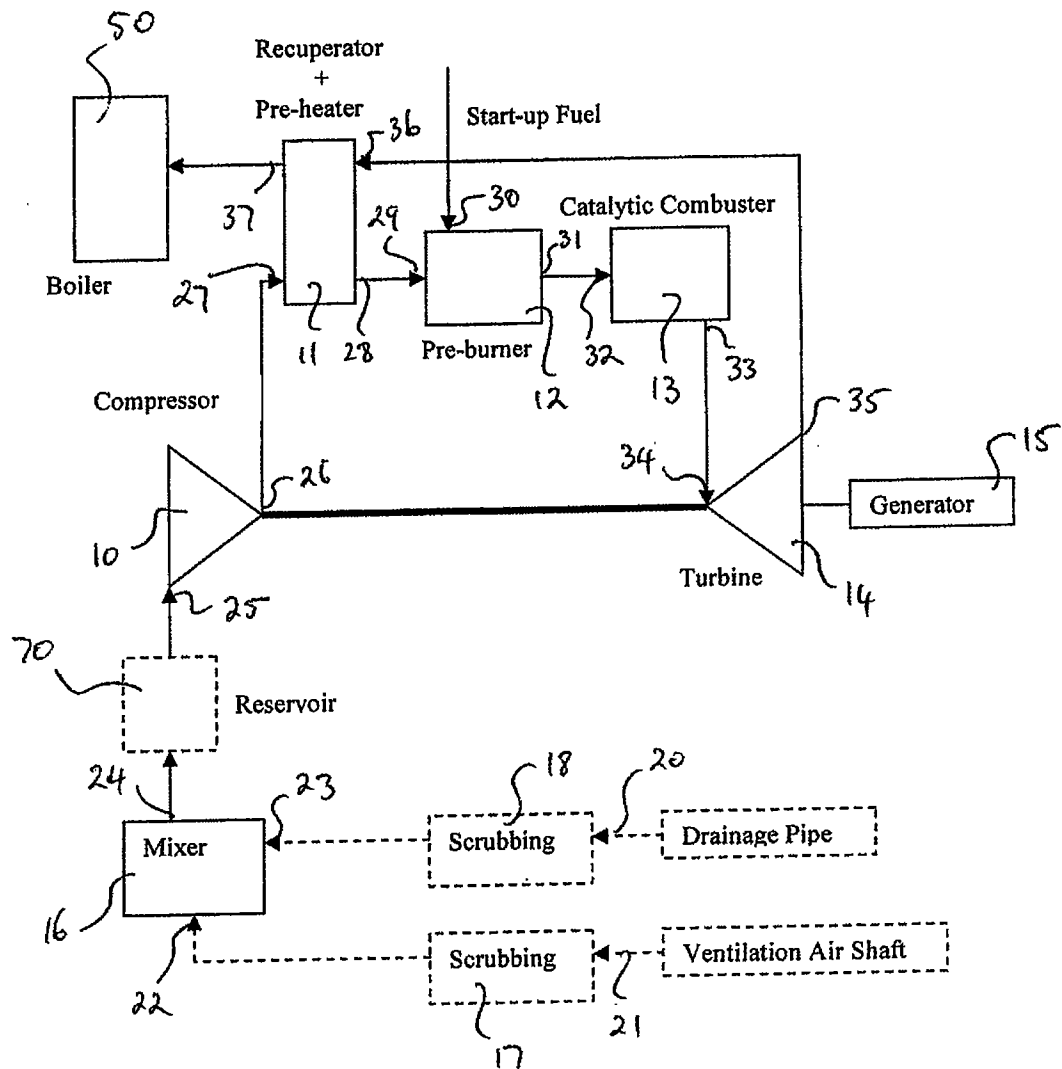 50
Recuperator
+
Pre-heater
Start-up Fuel
36
37
29
30
Catalytic Combuster
31
27
Boiler
11
28
Pre-burner
12
32
13
33
Compressor
35
26
34
15
Generator
10
25
Turbine
14
70
Reservoir
24
23
18
20
Mixer
Scrubbing
Drainage Pipe
16
22
Scrubbing
Ventilation Air Shaft
21
17